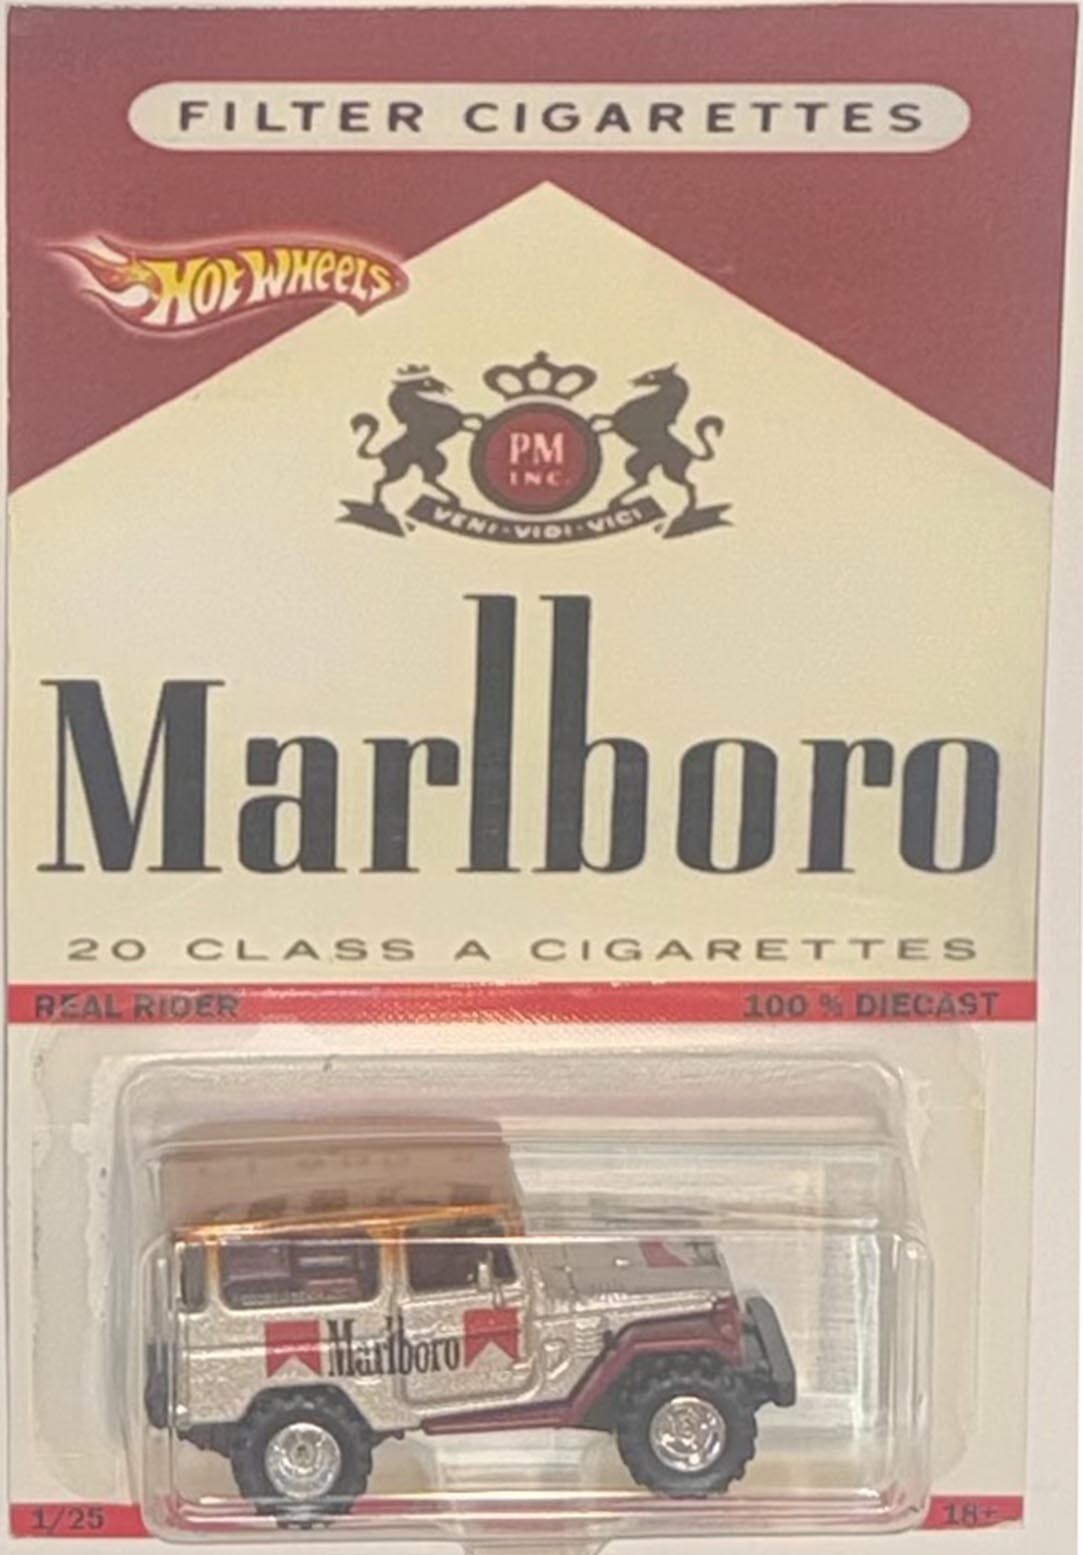 FILTER CIGARETTES
HOT WHEELS
PM
INC.
VENI·VIDI·VICI
Marlboro
20 CLASS A CIGARETTES
REAL RIDER
100 % DIECAST
Marlboro
1/25
18+